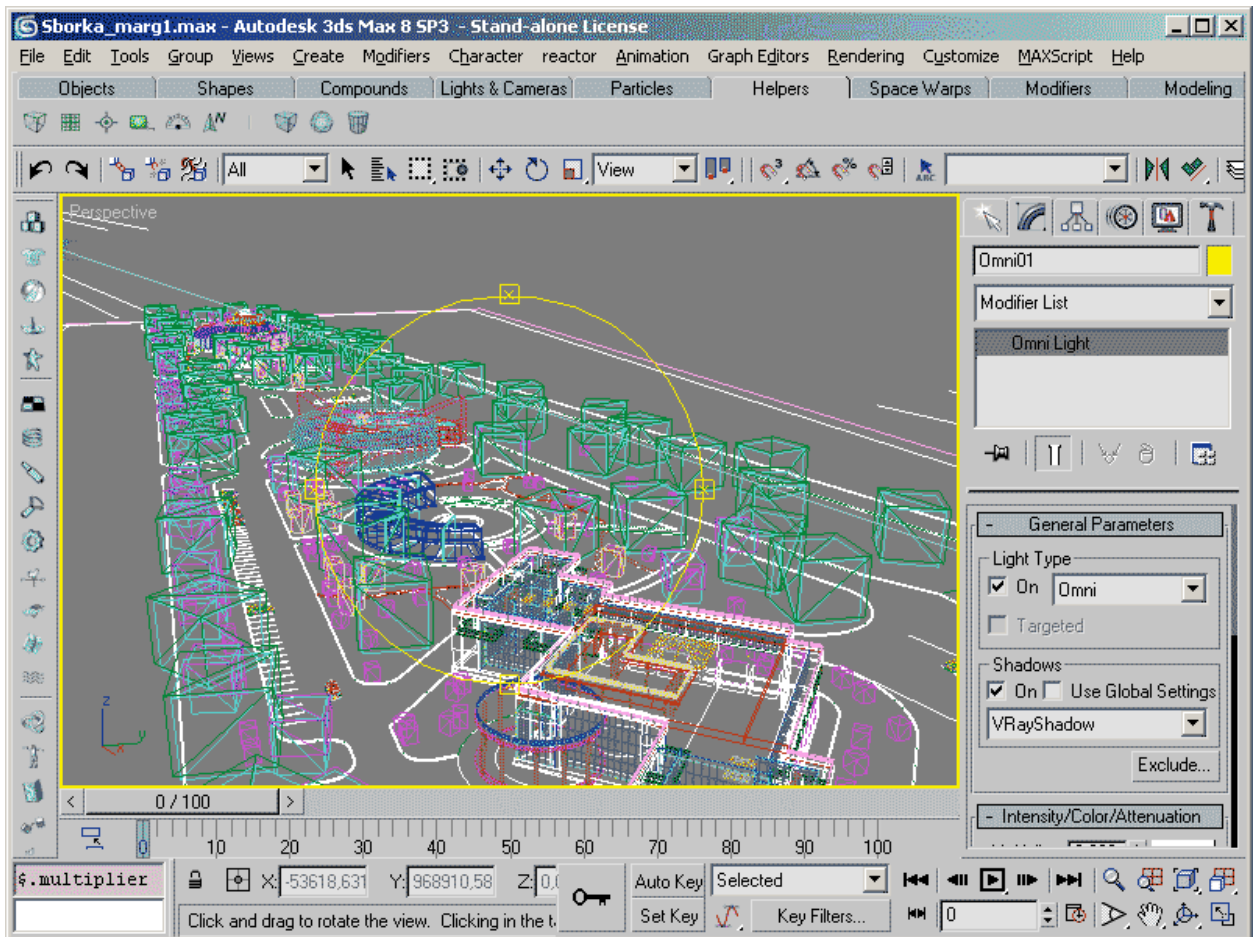 Sborka_marg1.max - Autodesk 3ds Max 8 SP3 - Stand-alone License
File Edit Tools Group Views Create Modifiers Character reactor Animation Graph Editors Rendering Customize MAXScript Help
Objects Shapes Compounds Lights & Cameras Particles Helpers Space Warps Modifiers Modeling
All View ABC
Perspective
Omni01
Modifier List
Omni Light
- General Parameters
Light Type
On Omni
Targeted
Shadows
On Use Global Settings
VRayShadow
Exclude...
- Intensity/Color/Attenuation
z
y
x
< 0 / 100 >
0 10 20 30 40 50 60 70 80 90 100
$.multiplier X: -53618,631 Y: 968910,58 Z: Auto Key Selected
Click and drag to rotate the view. Clicking in the Set Key Key Filters... 0